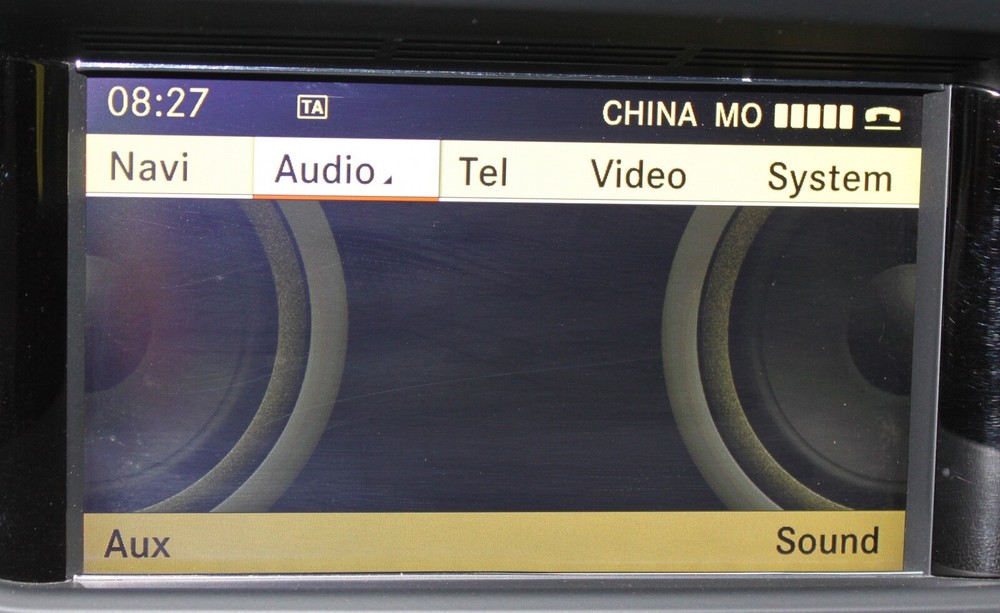 08:27 TA CHINA MO
Navi Audio Tel Video System
Aux Sound